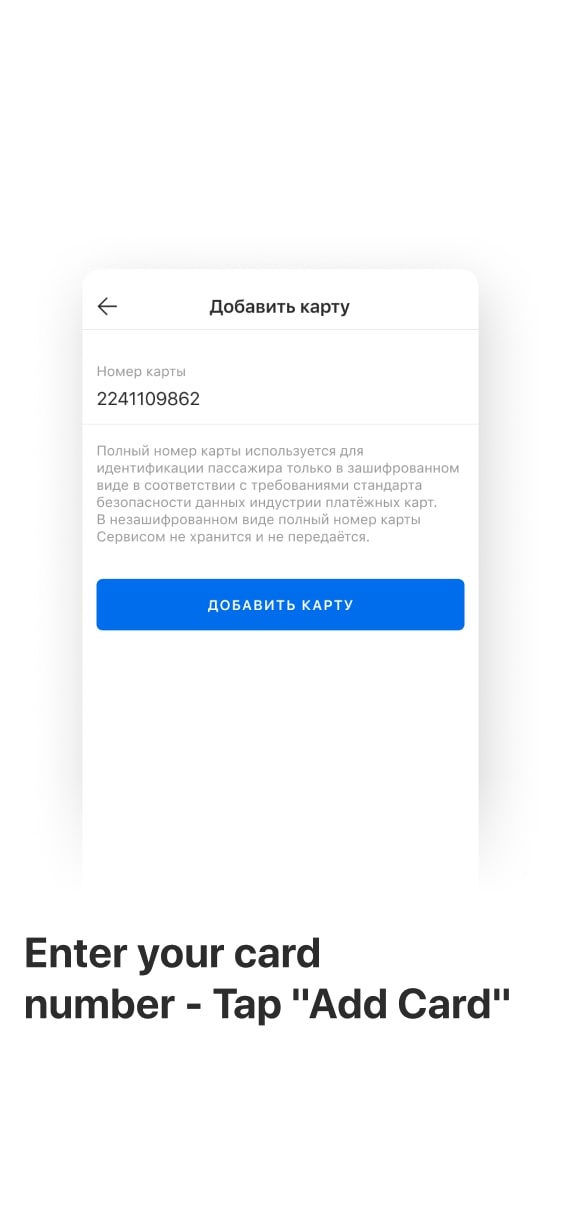 Добавить карту
Номер карты
2241109862
Полный номер карты используется для
идентификации пассажира только в зашифрованном
виде в соответствии с требованиями стандарта
безопасности данных индустрии платёжных карт.
В незашифрованном виде полный номер карты
Сервисом не хранится и не передаётся.
ДОБАВИТЬ КАРТУ
Enter your card
number - Tap "Add Card"